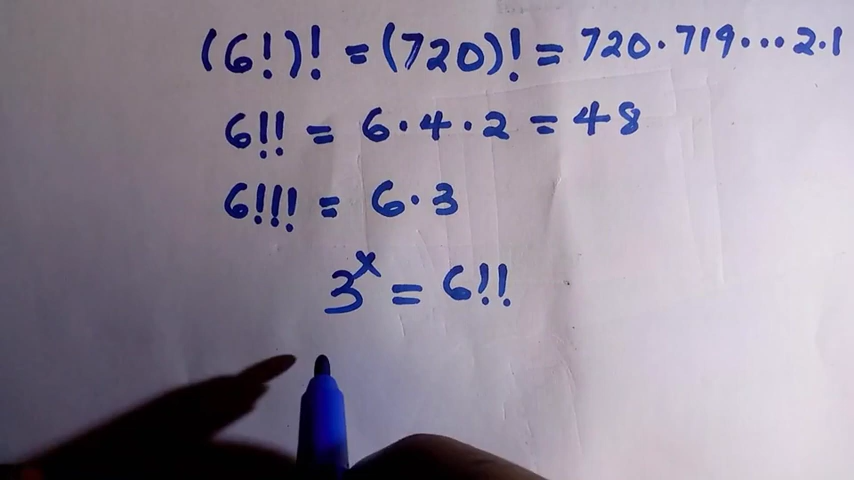 (6!)! = (720)! = 720·719···2·1
6!! = 6·4·2 = 48
6!!! = 6·3
3^x = 6!!